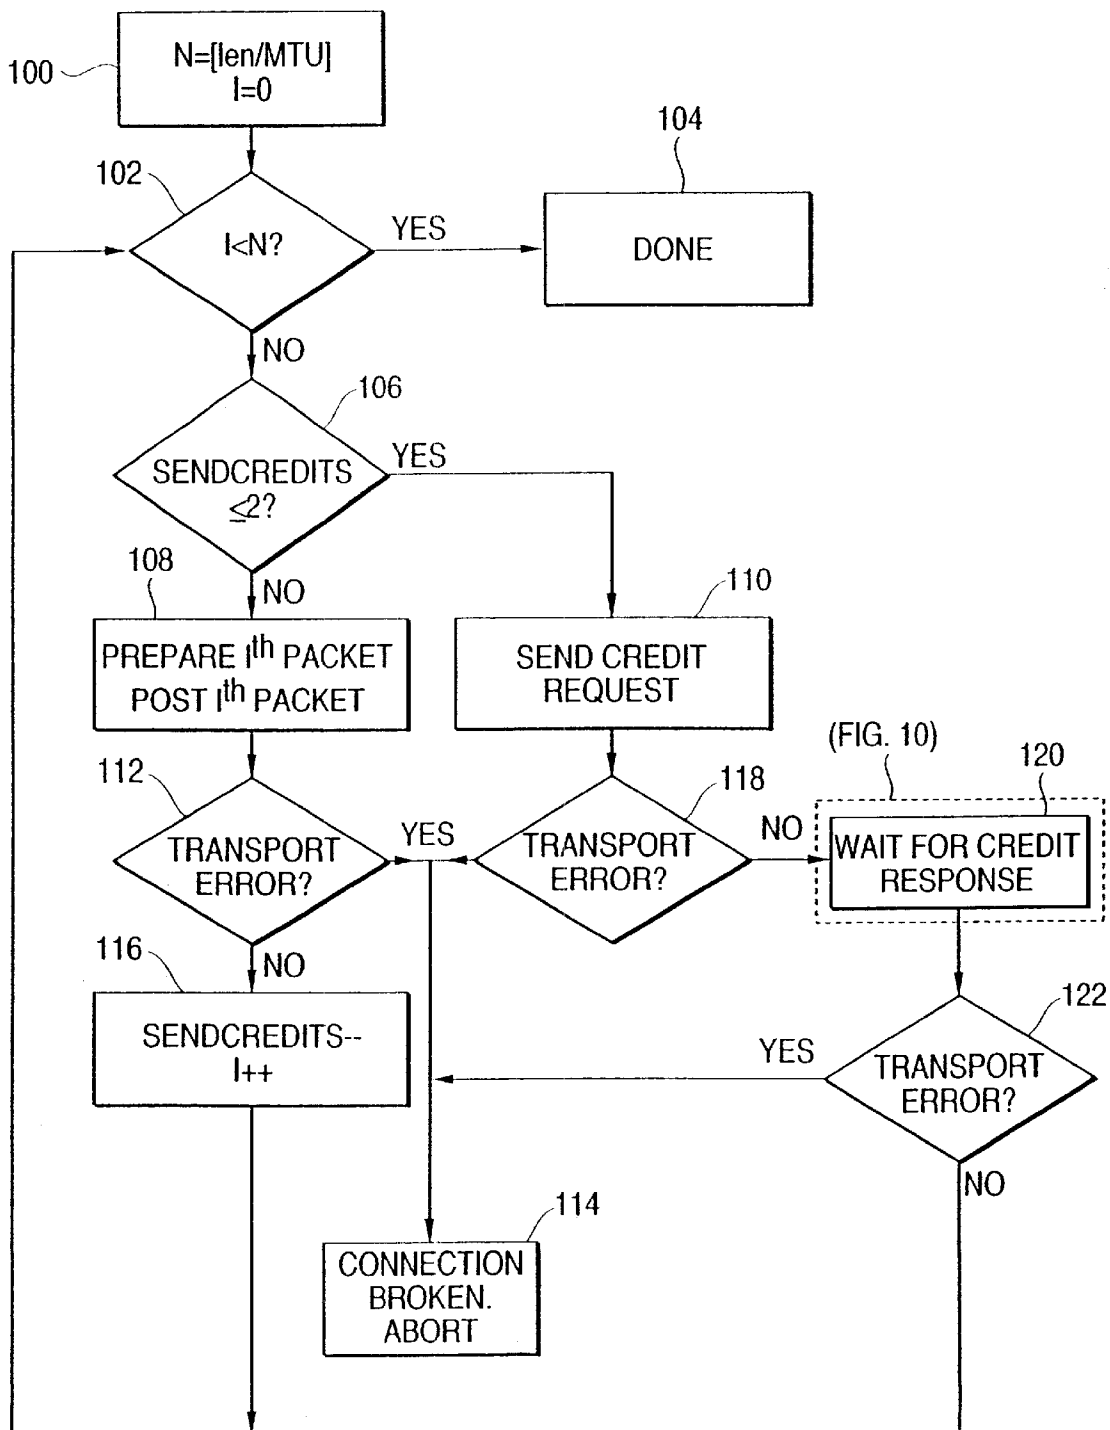 100
N=[len/MTU]
I=0
104
102
I<N?
YES
DONE
NO
106
SENDCREDITS
≤2?
YES
108
NO
110
PREPARE Ith PACKET
POST Ith PACKET
SEND CREDIT
REQUEST
(FIG. 10)
112
118
120
TRANSPORT
ERROR?
YES
TRANSPORT
ERROR?
NO
WAIT FOR CREDIT
RESPONSE
116
NO
122
SENDCREDITS--
I++
YES
TRANSPORT
ERROR?
NO
114
CONNECTION
BROKEN.
ABORT